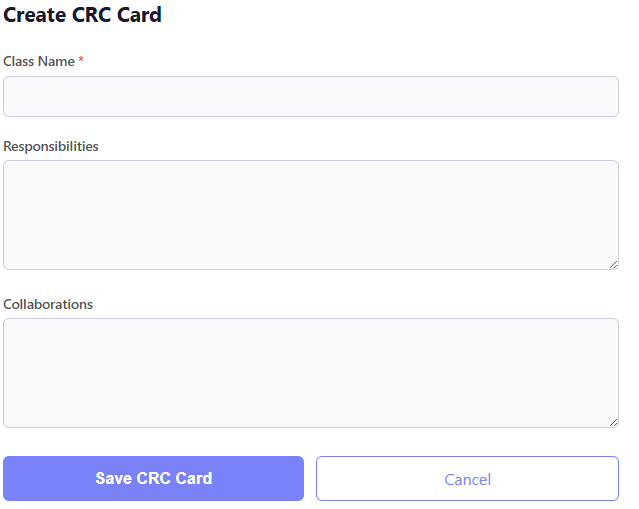 Create CRC Card
Class Name *
Responsibilities
Collaborations
Save CRC Card
Cancel